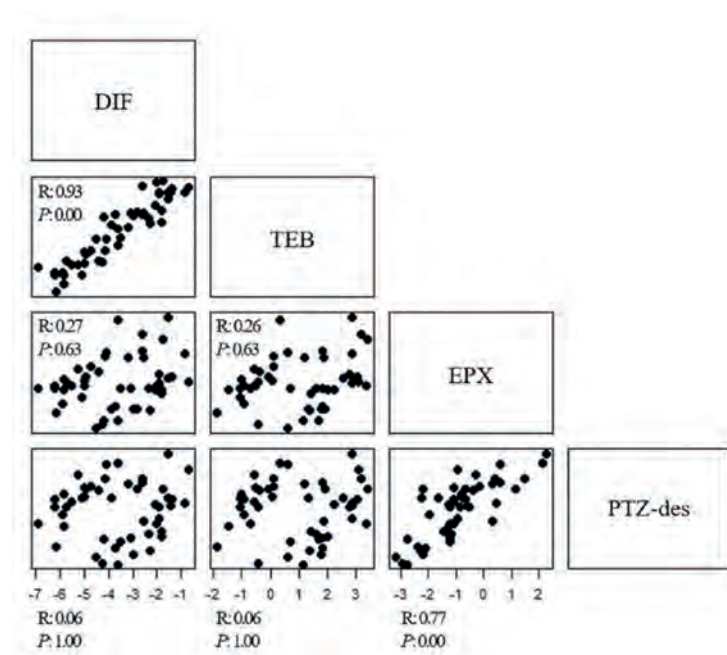 DIF
R: 0.93
P: 0.00
TEB
R: 0.27
P: 0.63
R: 0.26
P: 0.63
EPX
PTZ-des
-7 -6 -5 -4 -3 -2 -1
-1 0 1 2 3
-3 -2 -1 0 1 2
R: 0.06
P: 1.00
R: 0.06
P: 1.00
R: 0.77
P: 0.00